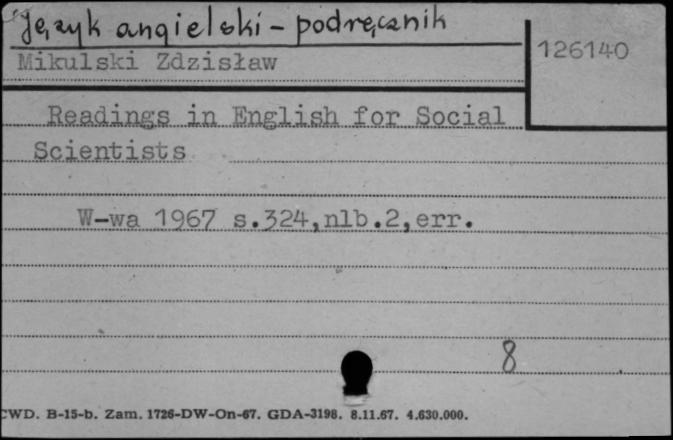 Język angielski - podręcznik
126140
Mikulski Zdzisław
Readings in English for Social
Scientists
W-wa 1967 s.324,nlb.2,err.
8
CWD. B-15-b. Zam. 1726-DW-On-67. GDA-3198. 8.11.67. 4.630.000.